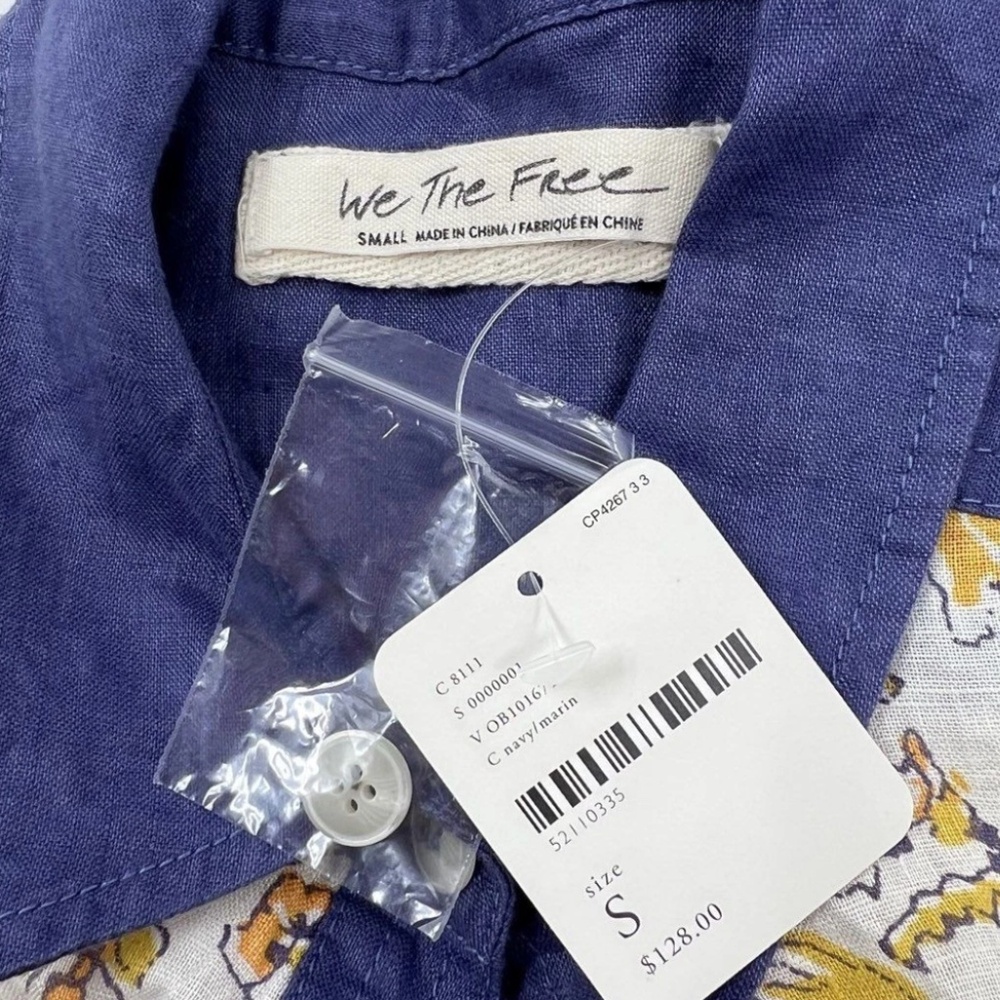 We The Free
SMALL MADE IN CHINA / FABRIQUÉ EN CHINE
CP4267 3 3
C 8111
S
V
C navy/marin
52110335
size
S
$128.00